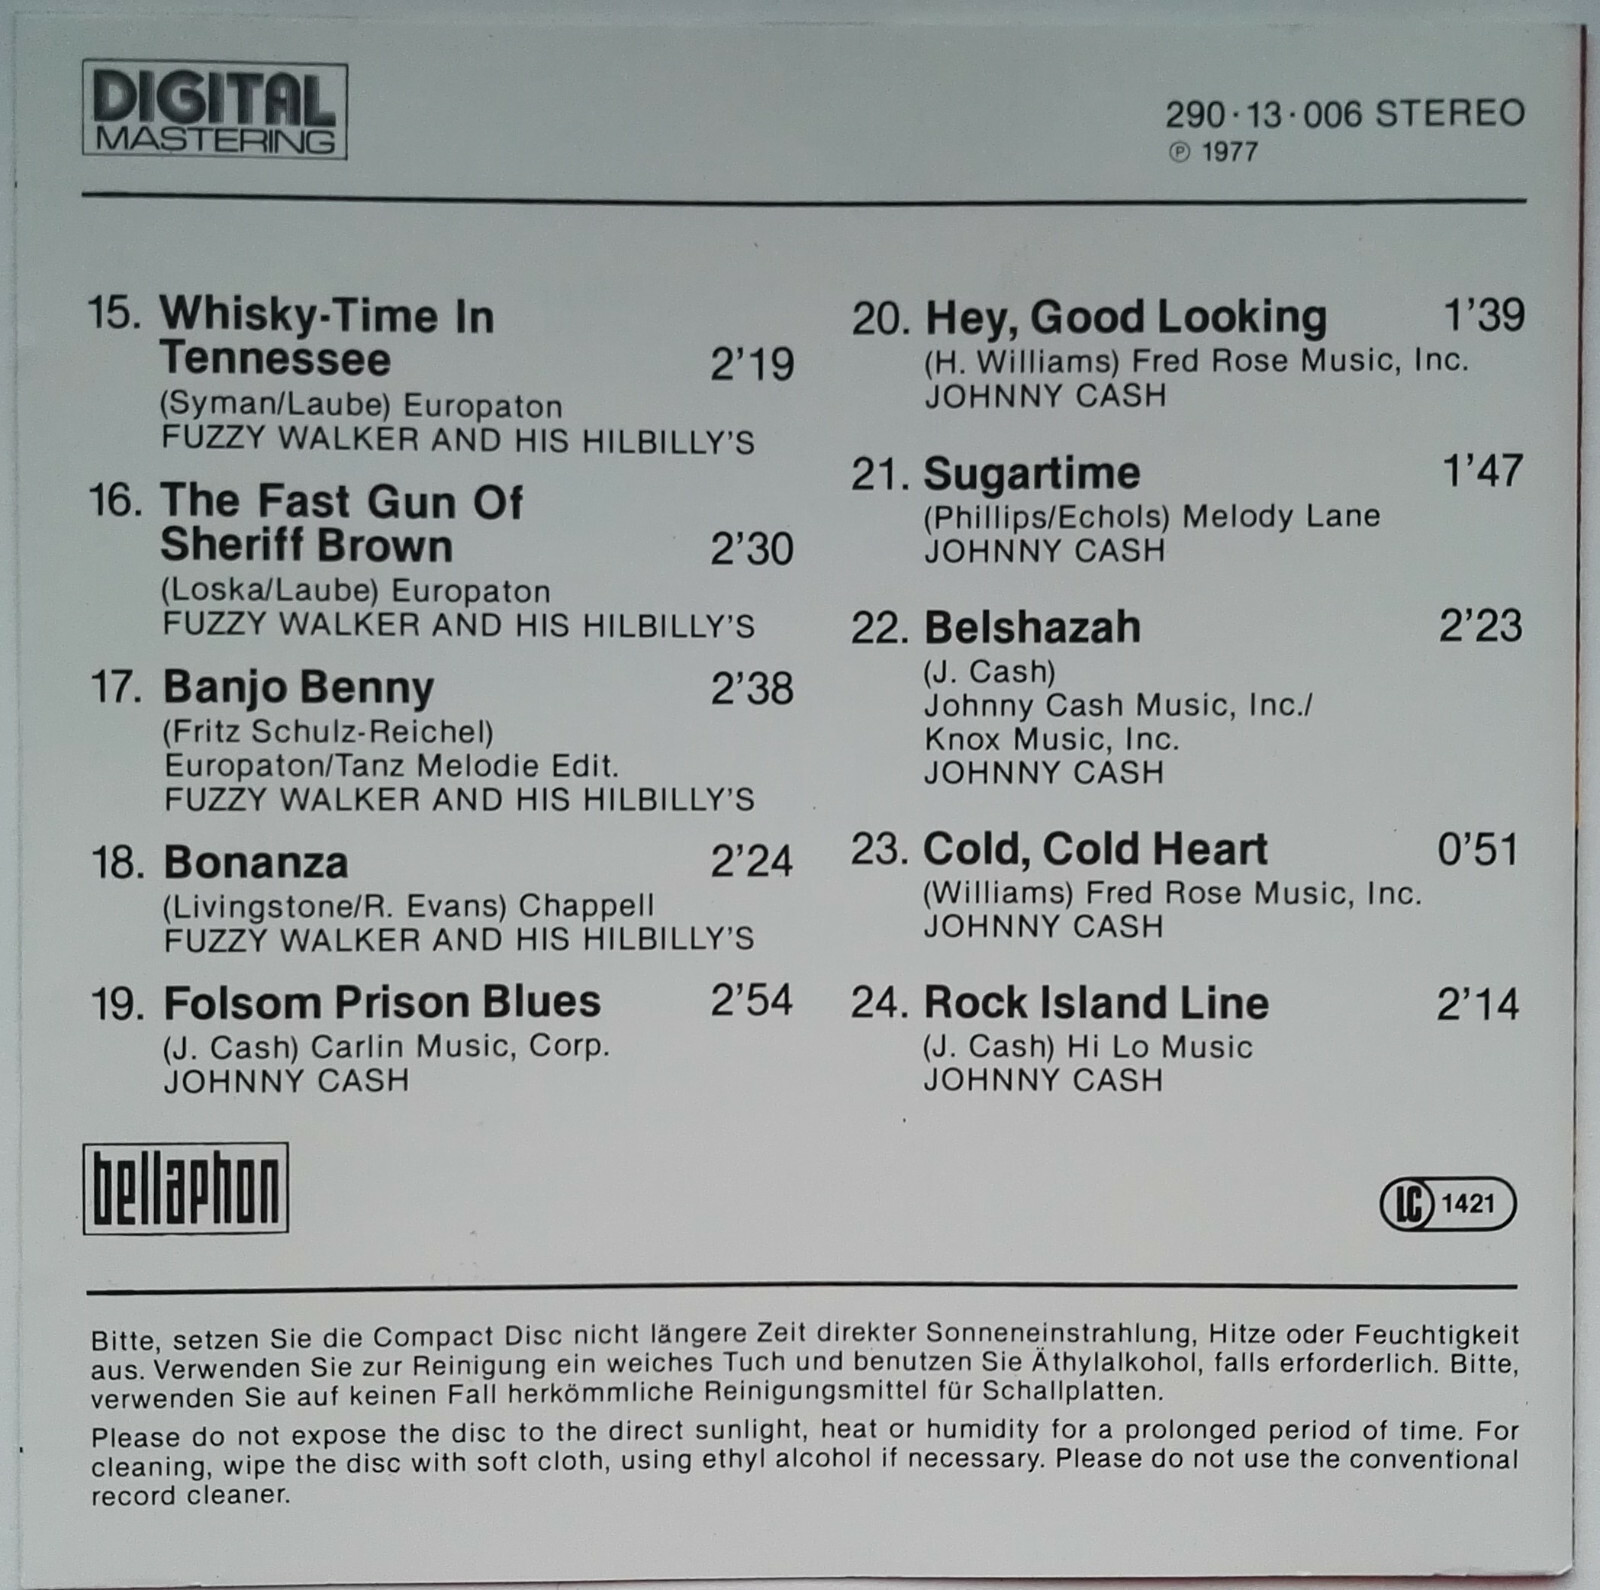 DIGITAL
MASTERING
290·13·006 STEREO
℗ 1977
15. Whisky-Time In
Tennessee 2'19
(Syman/Laube) Europaton
FUZZY WALKER AND HIS HILBILLY'S
16. The Fast Gun Of
Sheriff Brown 2'30
(Loska/Laube) Europaton
FUZZY WALKER AND HIS HILBILLY'S
17. Banjo Benny 2'38
(Fritz Schulz-Reichel)
Europaton/Tanz Melodie Edit.
FUZZY WALKER AND HIS HILBILLY'S
18. Bonanza 2'24
(Livingstone/R. Evans) Chappell
FUZZY WALKER AND HIS HILBILLY'S
19. Folsom Prison Blues 2'54
(J. Cash) Carlin Music, Corp.
JOHNNY CASH
20. Hey, Good Looking 1'39
(H. Williams) Fred Rose Music, Inc.
JOHNNY CASH
21. Sugartime 1'47
(Phillips/Echols) Melody Lane
JOHNNY CASH
22. Belshazah 2'23
(J. Cash)
Johnny Cash Music, Inc./
Knox Music, Inc.
JOHNNY CASH
23. Cold, Cold Heart 0'51
(Williams) Fred Rose Music, Inc.
JOHNNY CASH
24. Rock Island Line 2'14
(J. Cash) Hi Lo Music
JOHNNY CASH
bellaphon
LC 1421
Bitte, setzen Sie die Compact Disc nicht längere Zeit direkter Sonneneinstrahlung, Hitze oder Feuchtigkeit
aus. Verwenden Sie zur Reinigung ein weiches Tuch und benutzen Sie Äthylalkohol, falls erforderlich. Bitte,
verwenden Sie auf keinen Fall herkömmliche Reinigungsmittel für Schallplatten.
Please do not expose the disc to the direct sunlight, heat or humidity for a prolonged period of time. For
cleaning, wipe the disc with soft cloth, using ethyl alcohol if necessary. Please do not use the conventional
record cleaner.